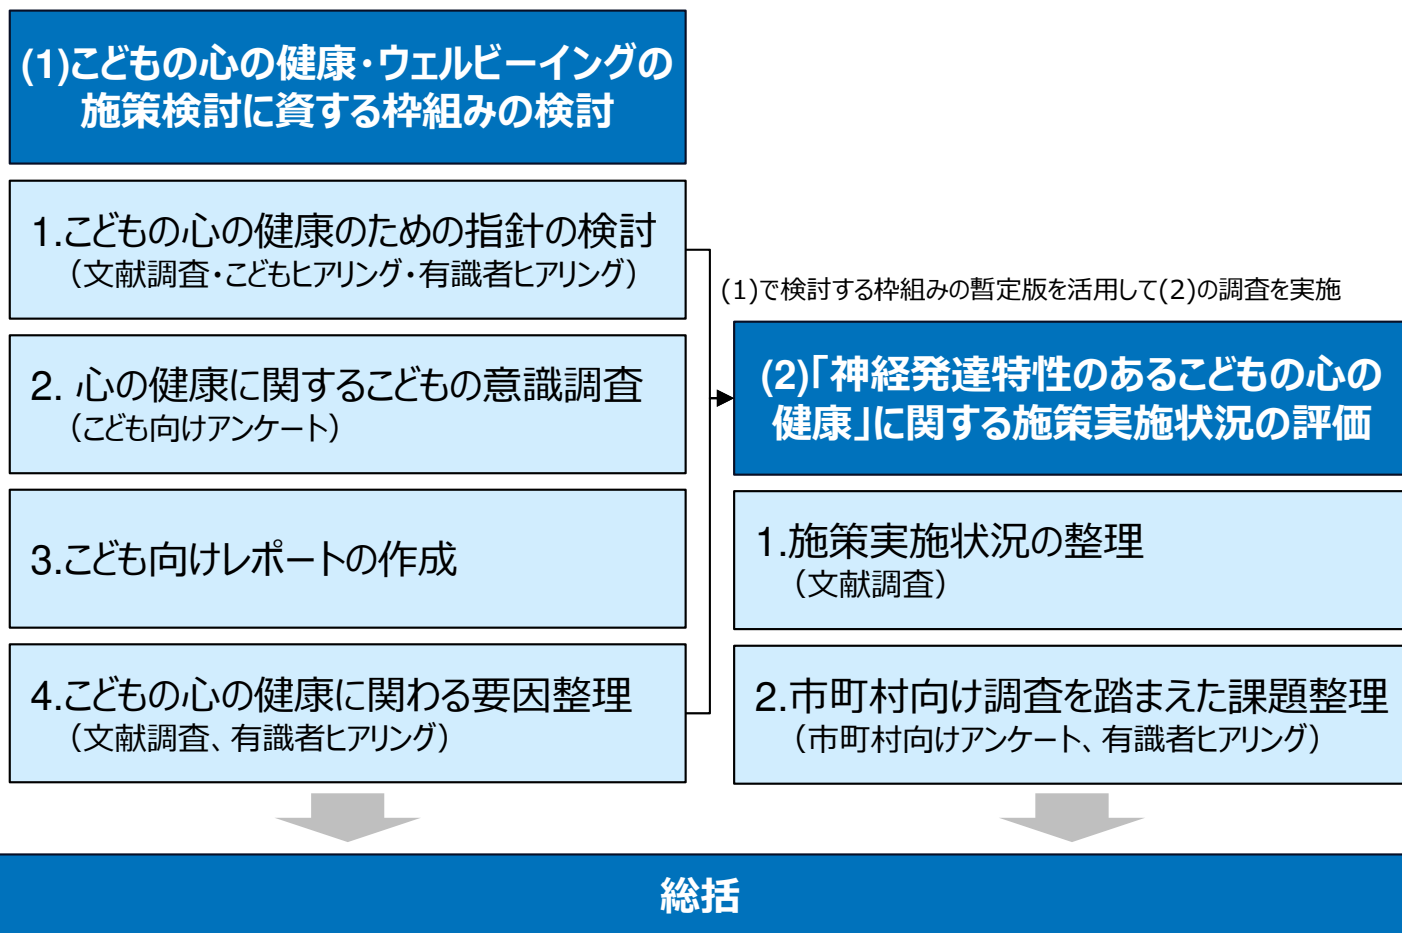 (1)こどもの心の健康・ウェルビーイングの
施策検討に資する枠組みの検討
1.こどもの心の健康のための指針の検討
（文献調査・こどもヒアリング・有識者ヒアリング）
2. 心の健康に関するこどもの意識調査
（こども向けアンケート）
3.こども向けレポートの作成
4.こどもの心の健康に関わる要因整理
（文献調査、有識者ヒアリング）
(1)で検討する枠組みの暫定版を活用して(2)の調査を実施
(2)「神経発達特性のあるこどもの心の
健康」に関する施策実施状況の評価
1.施策実施状況の整理
（文献調査）
2.市町村向け調査を踏まえた課題整理
（市町村向けアンケート、有識者ヒアリング）
総括